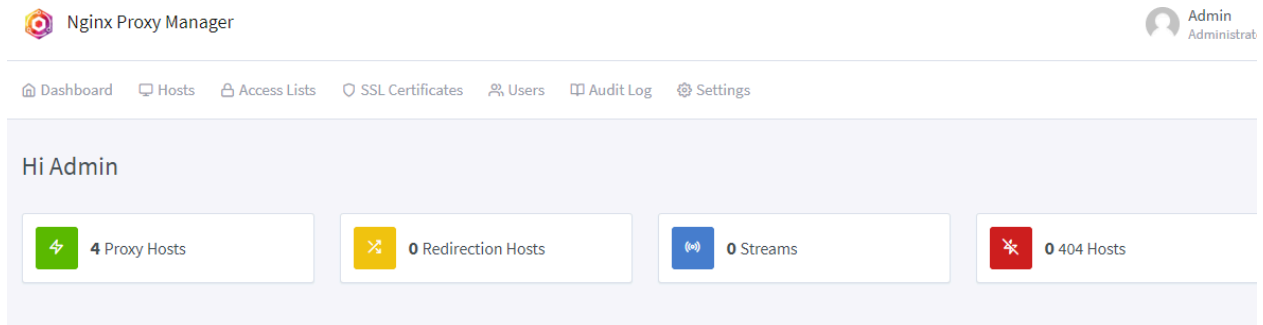 Nginx Proxy Manager
Admin
Administrat
Dashboard Hosts Access Lists SSL Certificates Users Audit Log Settings
Hi Admin
4 Proxy Hosts 0 Redirection Hosts 0 Streams 0 404 Hosts